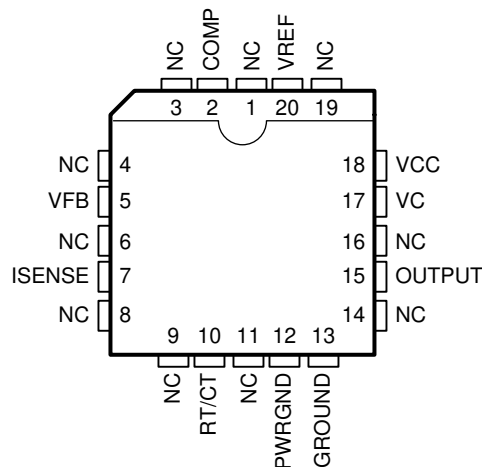 NC COMP NC VREF NC
3 2 1 20 19
NC 4 18 VCC
VFB 5 17 VC
NC 6 16 NC
ISENSE 7 15 OUTPUT
NC 8 14 NC
9 10 11 12 13
NC RT/CT NC PWRGND GROUND